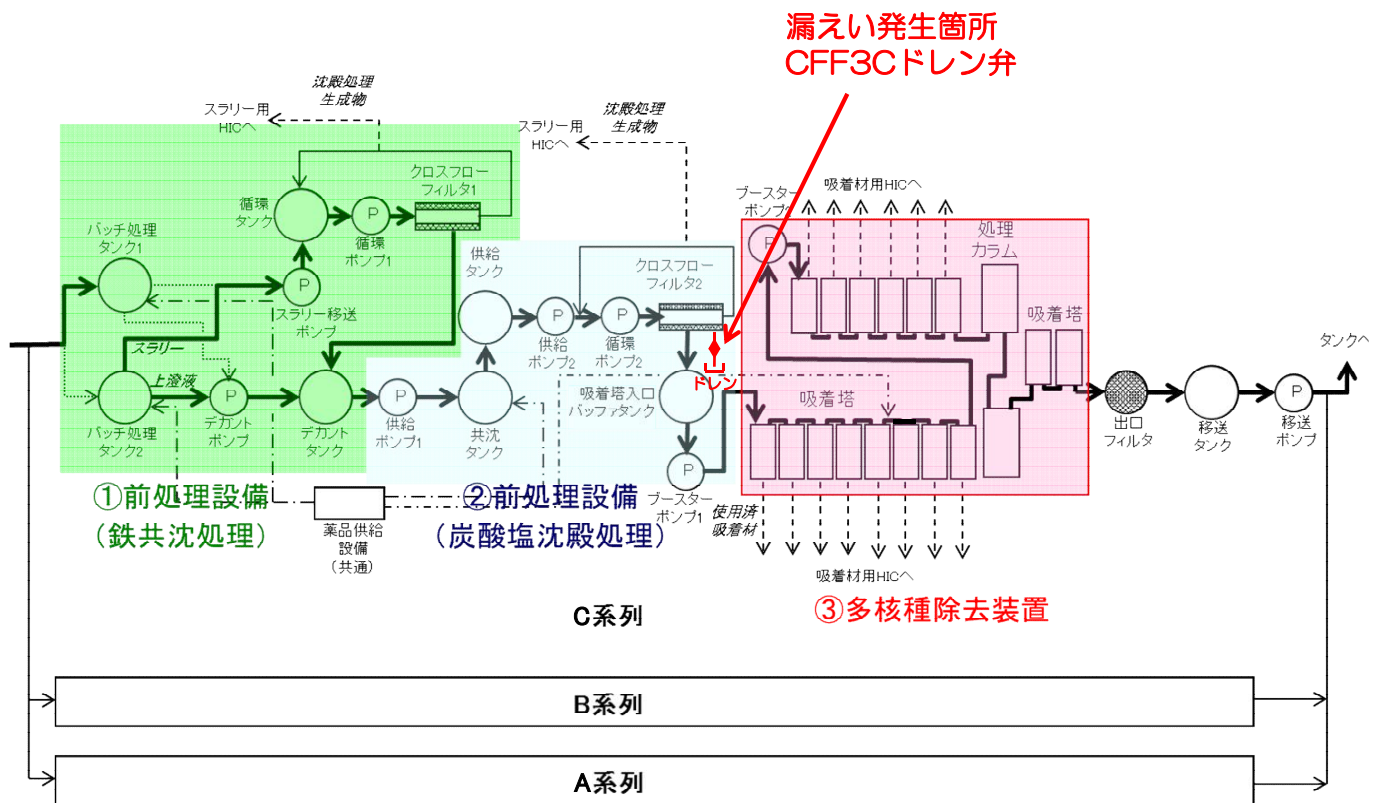 漏えい発生箇所
CFF3Cドレン弁
沈殿処理
生成物
スラリー用
HICへ
沈殿処理
生成物
スラリー用
HICへ
クロスフロー
フィルタ1
循環
タンク
P
循環
ポンプ1
バッチ処理
タンク1
P
スラリー移送
ポンプ
スラリー
上澄液
P
バッチ処理
タンク2
デカント
ポンプ
デカント
タンク
供給
タンク
クロスフロー
フィルタ2
P
P
供給
ポンプ2
循環
ポンプ2
ドレン
P
供給
ポンプ1
共沈
タンク
吸着塔入口
バッファタンク
P
ブースター
ポンプ1
ブースター
P
吸着材用HICへ
処理
カラム
吸着塔
吸着塔
タンクへ
出口
フィルタ
移送
タンク
P
移送
ポンプ
①前処理設備
(鉄共沈処理)
薬品供給
設備
(共通)
②前処理設備
(炭酸塩沈殿処理)
使用済
吸着材
吸着材用HICへ
③多核種除去装置
C系列
B系列
A系列